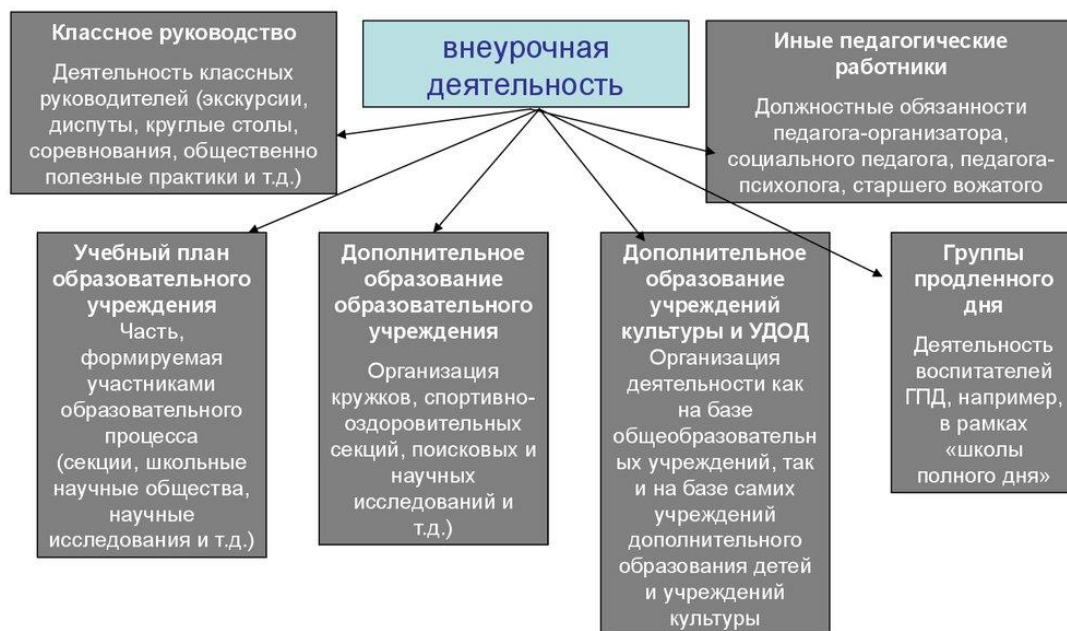 Классное руководство
Деятельность классных
руководителей (экскурсии,
диспуты, круглые столы,
соревнования, общественно
полезные практики и т.д.)
внеурочная
деятельность
Иные педагогические
работники
Должностные обязанности
педагога-организатора,
социального педагога, педагога-
психолога, старшего вожатого
Учебный план
образовательного
учреждения
Часть,
формируемая
участниками
образовательного
процесса
(секции, школьные
научные общества,
научные
исследования и т.д.)
Дополнительное
образование
образовательного
учреждения
Организация
кружков, спортивно-
оздоровительных
секций, поисковых и
научных
исследований и
т.д.)
Дополнительное
образование
учреждений
культуры и УДОД
Организация
деятельности как
на базе
общеобразовательн
ых учреждений, так
и на базе самих
учреждений
дополнительного
образования детей
и учреждений
культуры
Группы
продленного
дня
Деятельность
воспитателей
ГПД, например,
в рамках
«школы
полного дня»